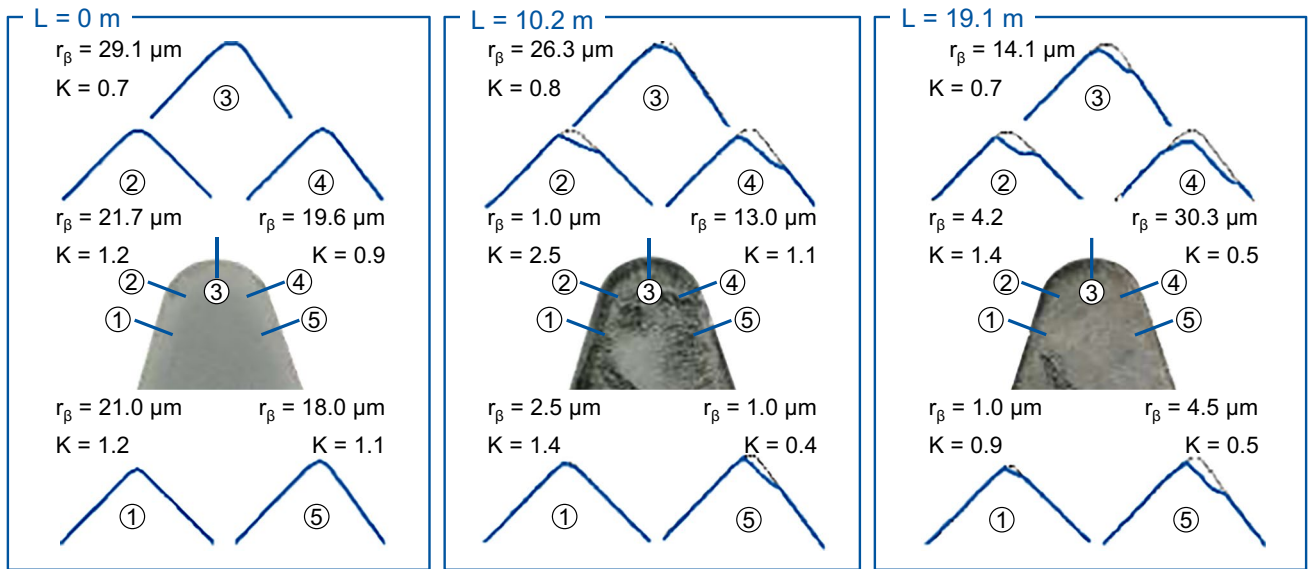 L = 0 m
rβ = 29.1 µm
K = 0.7
③
② ④
rβ = 21.7 µm rβ = 19.6 µm
K = 1.2 K = 0.9
② ③ ④
① ⑤
rβ = 21.0 µm rβ = 18.0 µm
K = 1.2 K = 1.1
① ⑤
L = 10.2 m
rβ = 26.3 µm
K = 0.8
③
② ④
rβ = 1.0 µm rβ = 13.0 µm
K = 2.5 K = 1.1
② ③ ④
① ⑤
rβ = 2.5 µm rβ = 1.0 µm
K = 1.4 K = 0.4
① ⑤
L = 19.1 m
rβ = 14.1 µm
K = 0.7
③
② ④
rβ = 4.2 rβ = 30.3 µm
K = 1.4 K = 0.5
② ③ ④
① ⑤
rβ = 1.0 µm rβ = 4.5 µm
K = 0.9 K = 0.5
① ⑤